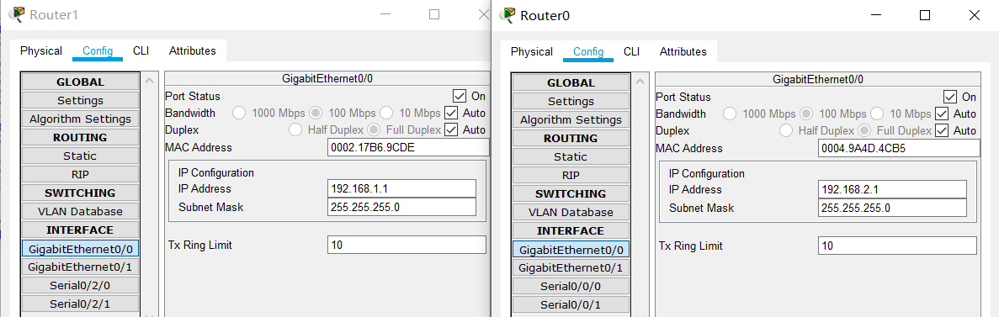 Router1
Physical Config CLI Attributes
GLOBAL
Settings
Algorithm Settings
ROUTING
Static
RIP
SWITCHING
VLAN Database
INTERFACE
GigabitEthernet0/0
GigabitEthernet0/1
Serial0/2/0
Serial0/2/1
GigabitEthernet0/0
Port Status On
Bandwidth 1000 Mbps 100 Mbps 10 Mbps Auto
Duplex Half Duplex Full Duplex Auto
MAC Address 0002.17B6.9CDE
IP Configuration
IP Address 192.168.1.1
Subnet Mask 255.255.255.0
Tx Ring Limit 10
Router0
Physical Config CLI Attributes
GLOBAL
Settings
Algorithm Settings
ROUTING
Static
RIP
SWITCHING
VLAN Database
INTERFACE
GigabitEthernet0/0
GigabitEthernet0/1
Serial0/0/0
Serial0/0/1
GigabitEthernet0/0
Port Status On
Bandwidth 1000 Mbps 100 Mbps 10 Mbps Auto
Duplex Half Duplex Full Duplex Auto
MAC Address 0004.9A4D.4CB5
IP Configuration
IP Address 192.168.2.1
Subnet Mask 255.255.255.0
Tx Ring Limit 10